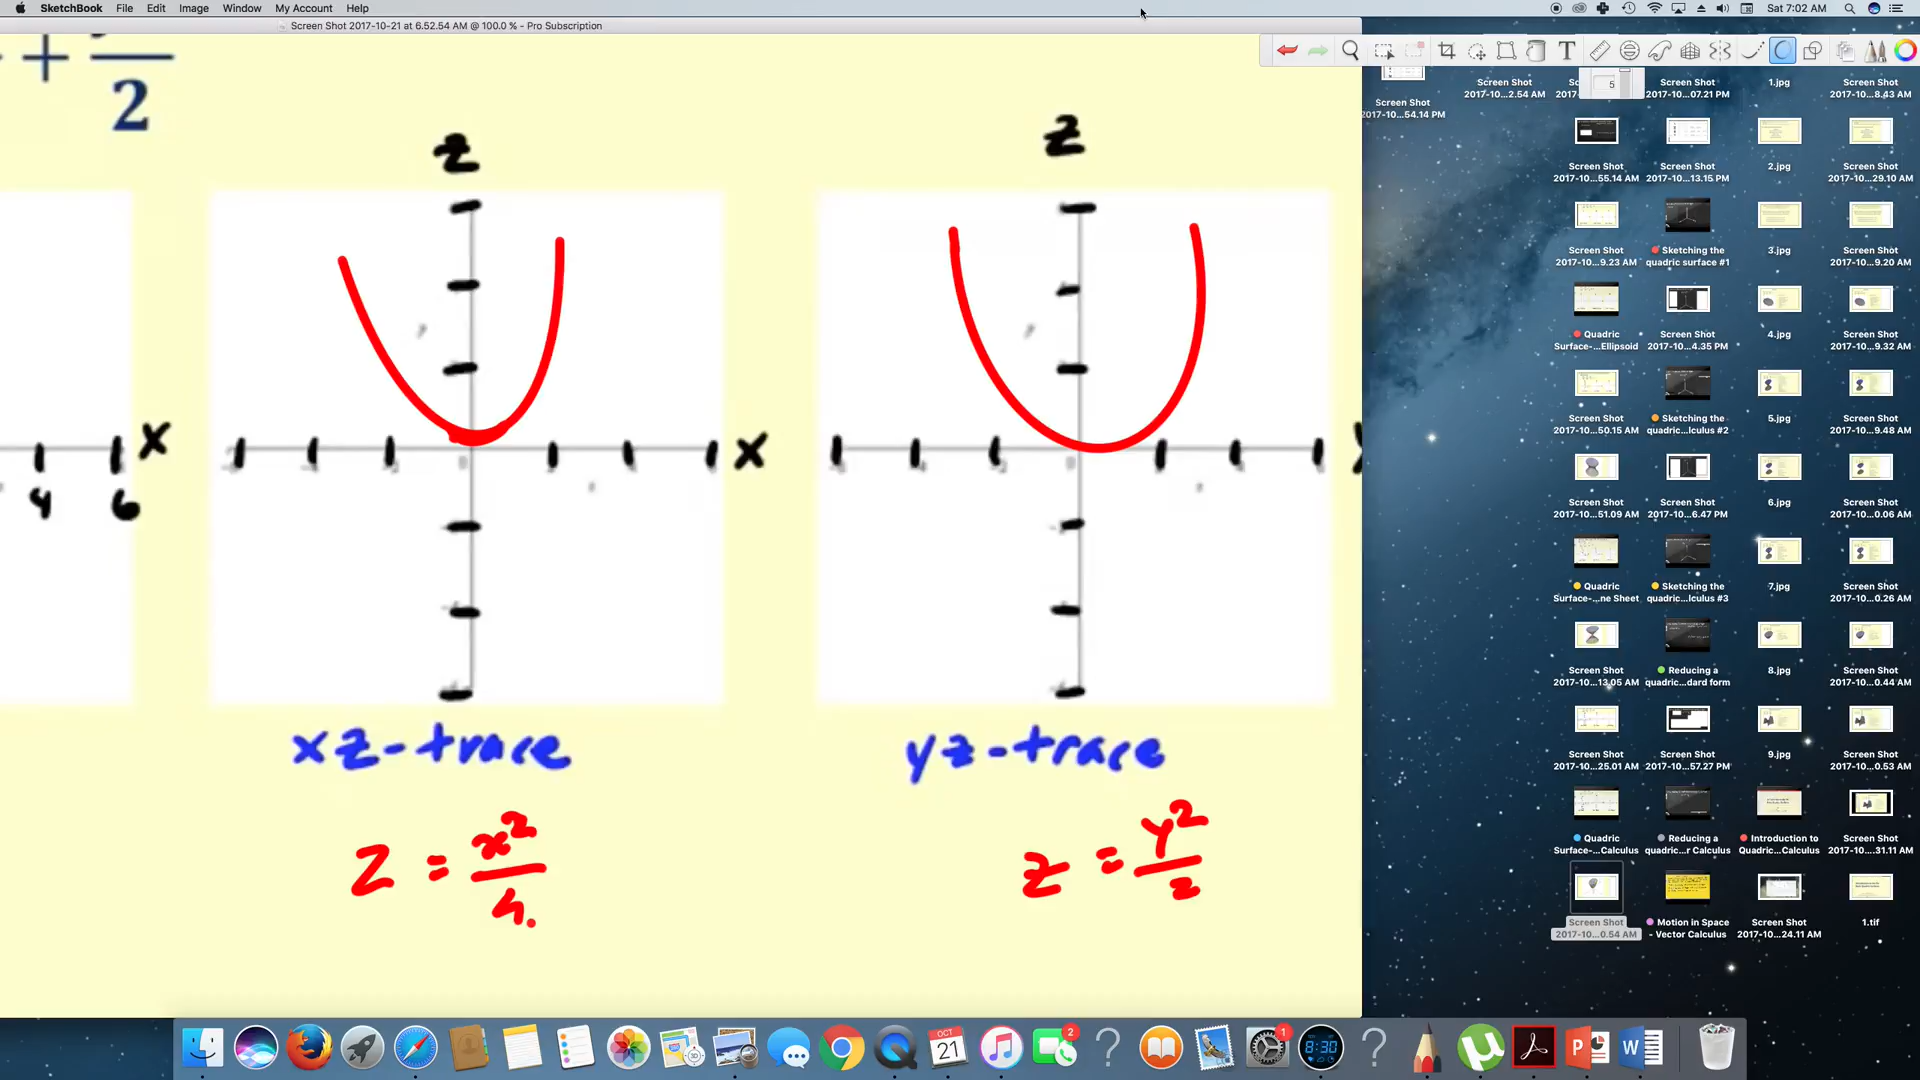 SketchBook File Edit Image Window My Account Help
Sat 7:02 AM
Screen Shot 2017-10-21 at 6.52.54 AM @ 100.0 % - Pro Subscription
+ 2
z
z
x
4 6
x
xz-trace
yz-trace
z = x²/4.
z = y²/2
5
Screen Shot
2017-10...54.14 PM
Screen Shot
2017-10...2.54 AM
Screen Shot
2017-10...55.14 AM
Screen Shot
2017-10...9.23 AM
Quadric
Surface-...Ellipsoid
Screen Shot
2017-10...50.15 AM
Screen Shot
2017-10...51.09 AM
Quadric
Surface-...ne Sheet
Screen Shot
2017-10...13.05 AM
Screen Shot
2017-10...25.01 AM
Quadric
Surface-...Calculus
Screen Shot
2017-10...0.54 AM
Screen Shot
2017-10...07.21 PM
Screen Shot
2017-10...13.15 PM
Sketching the
quadric surface #1
Screen Shot
2017-10...4.35 PM
Sketching the
quadric...lculus #2
Screen Shot
2017-10...6.47 PM
Sketching the
quadric...lculus #3
Reducing a
quadric...dard form
Screen Shot
2017-10...57.27 PM
Reducing a
quadric...r Calculus
Motion in Space
- Vector Calculus
1.jpg
2.jpg
3.jpg
4.jpg
5.jpg
6.jpg
7.jpg
8.jpg
9.jpg
Introduction to
Quadric...Calculus
Screen Shot
2017-10...24.11 AM
Screen Shot
2017-10...8.43 AM
Screen Shot
2017-10...29.10 AM
Screen Shot
2017-10...9.20 AM
Screen Shot
2017-10...9.32 AM
Screen Shot
2017-10...9.48 AM
Screen Shot
2017-10...0.06 AM
Screen Shot
2017-10...0.26 AM
Screen Shot
2017-10...0.44 AM
Screen Shot
2017-10...0.53 AM
Screen Shot
2017-10...31.11 AM
1.tif
OCT
21
2
1
8:30